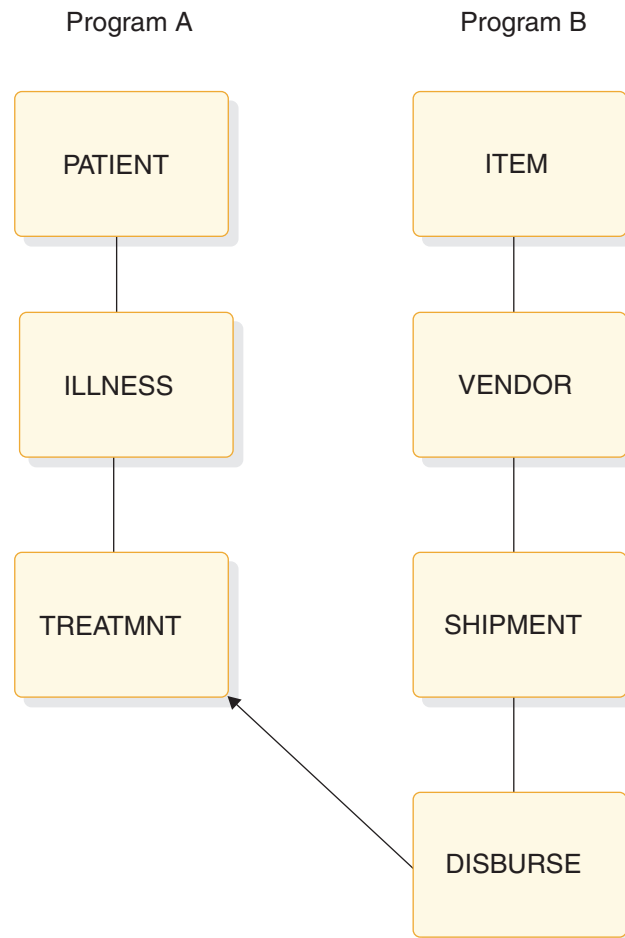 Program A
Program B
PATIENT
ITEM
ILLNESS
VENDOR
TREATMNT
SHIPMENT
DISBURSE